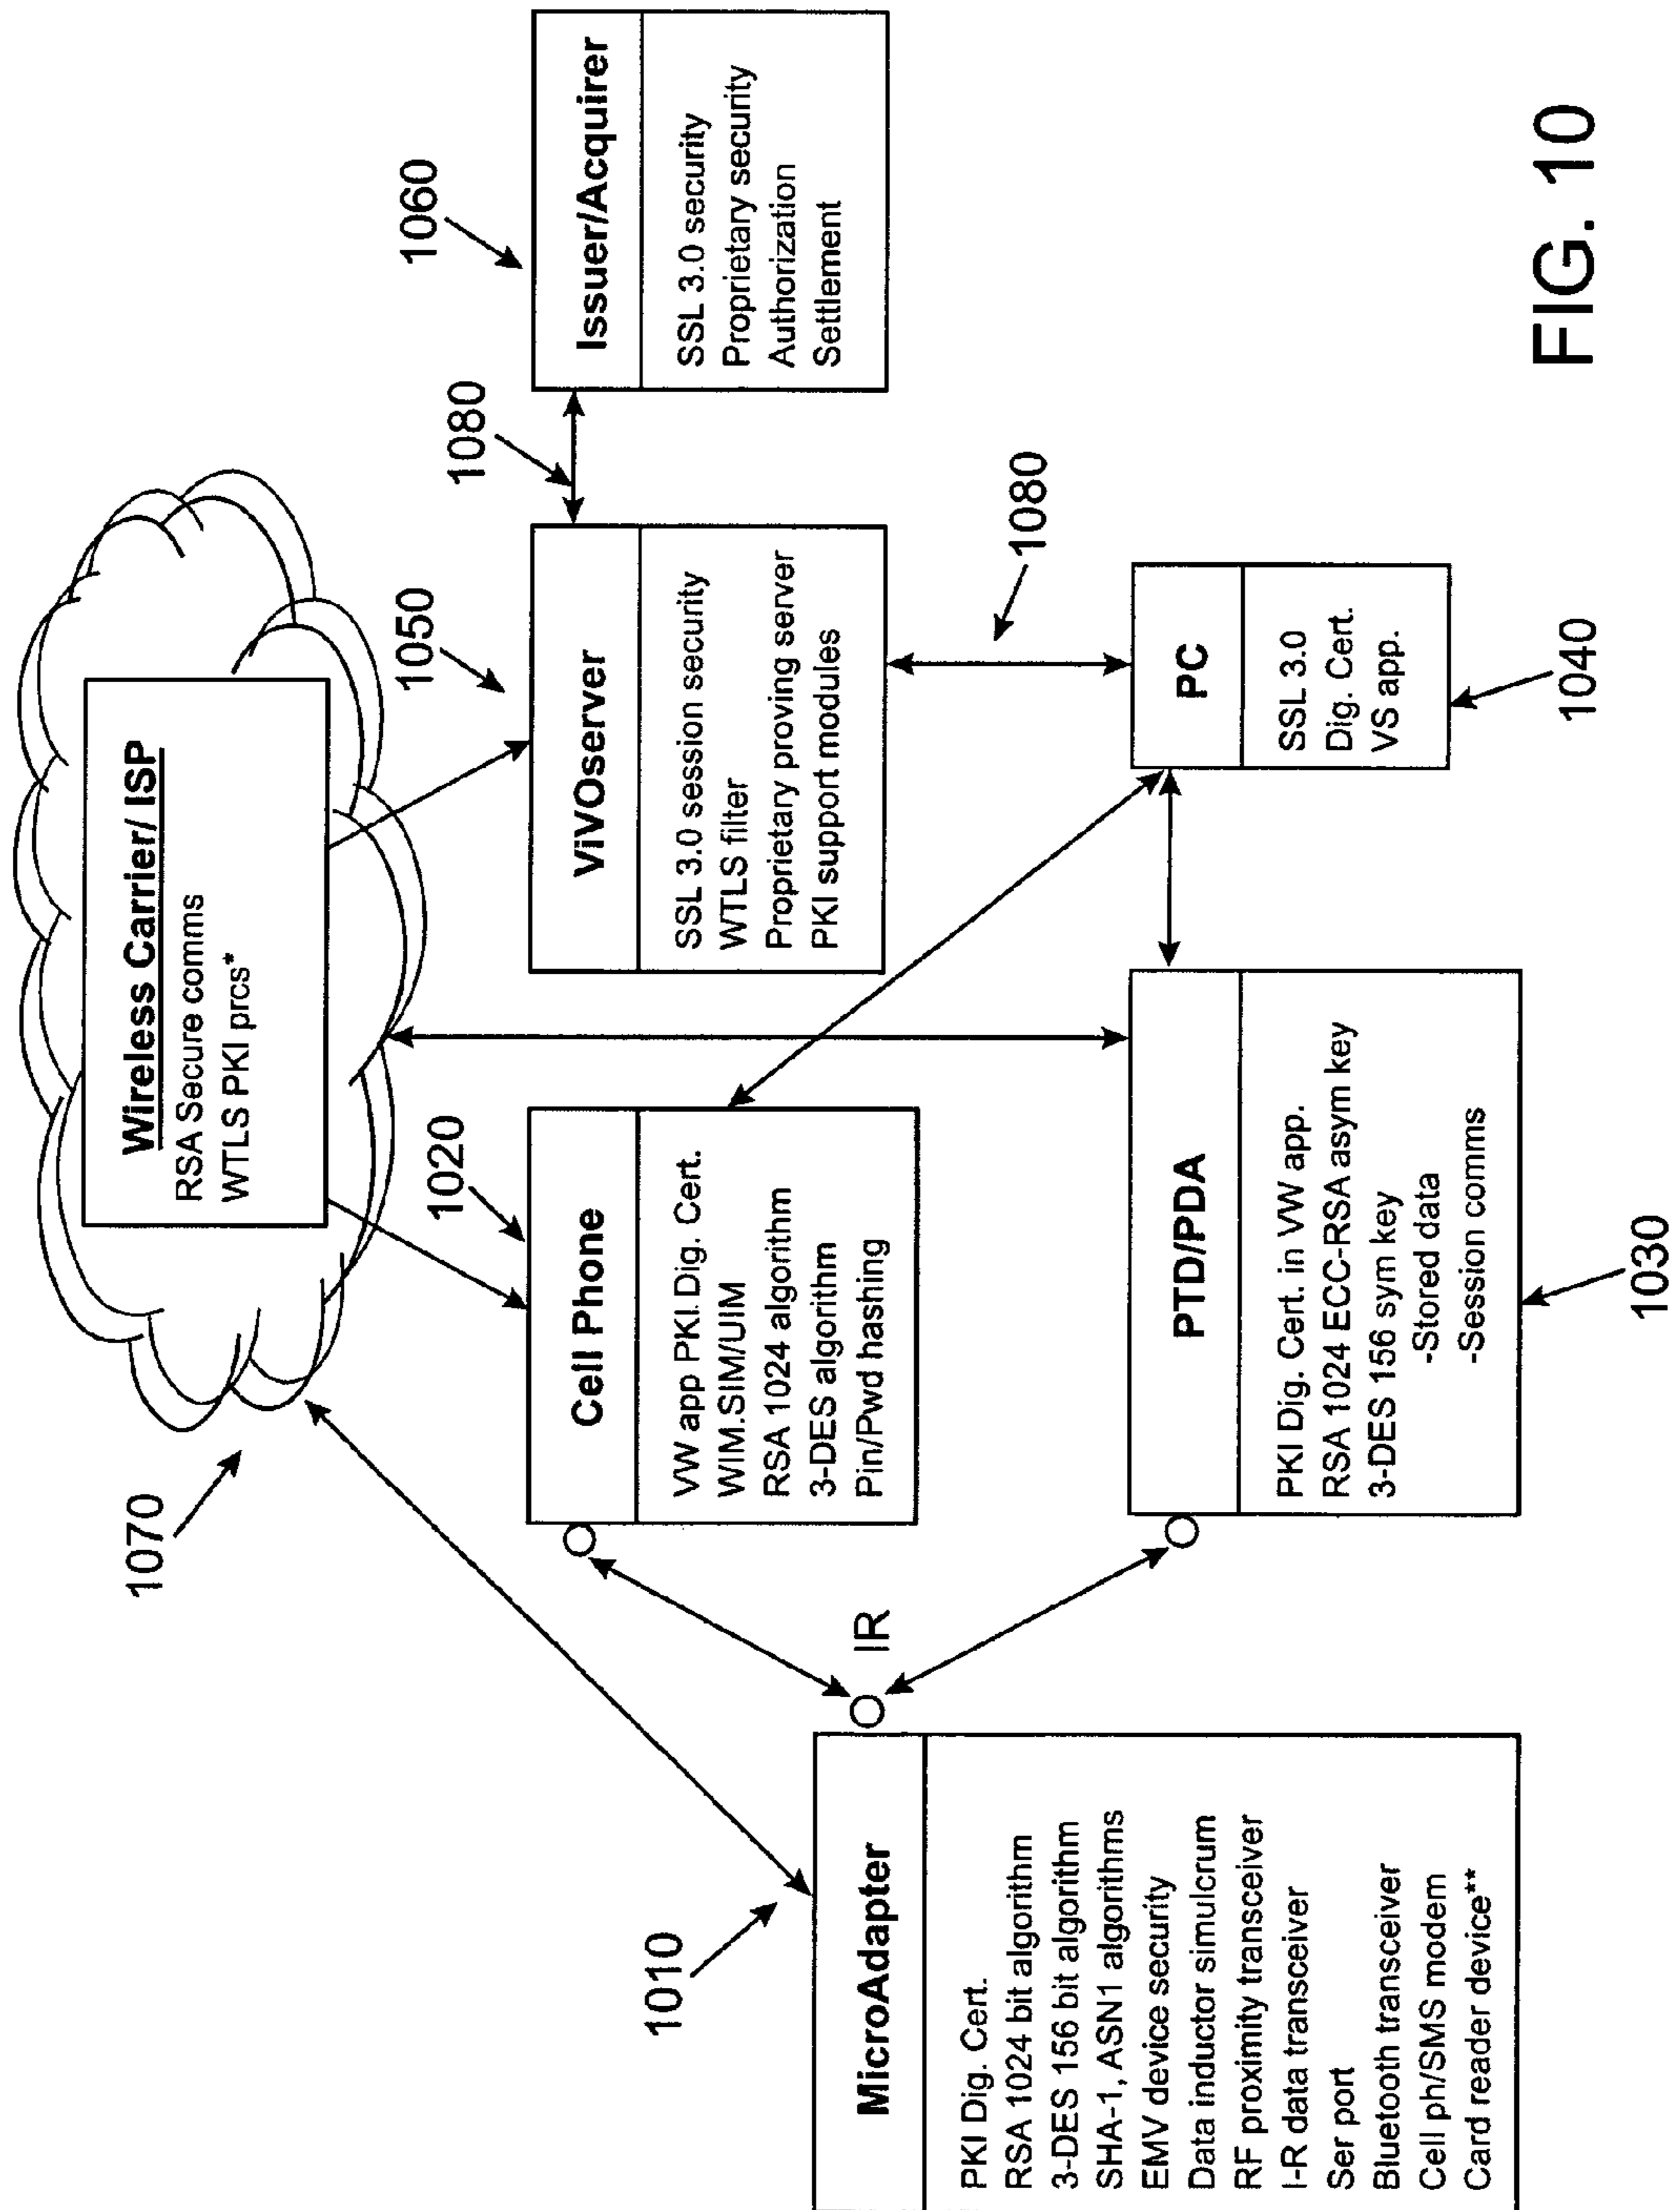 Wireless Carrier/ ISP
RSA Secure comms
WTLS PKI prcs*
1070
1020
1050
1080
1060
Cell Phone
VW app PKI. Dig. Cert.
WIM.SIM/UIM
RSA 1024 algorithm
3-DES algorithm
Pin/Pwd hashing
ViVOserver
SSL 3.0 session security
WTLS filter
Proprietary proving server
PKI support modules
Issuer/Acquirer
SSL 3.0 security
Proprietary security
Authorization
Settlement
1010
IR
1080
MicroAdapter
PKI Dig. Cert.
RSA 1024 bit algorithm
3-DES 156 bit algorithm
SHA-1, ASN1 algorithms
EMV device security
Data inductor simulcrum
RF proximity transceiver
I-R data transceiver
Ser port
Bluetooth transceiver
Cell ph/SMS modem
Card reader device**
PTD/PDA
PKI Dig. Cert. in VW app.
RSA 1024 ECC-RSA asym key
3-DES 156 sym key
-Stored data
-Session comms
1030
PC
SSL 3.0
Dig. Cert.
VS app.
1040
FIG. 10